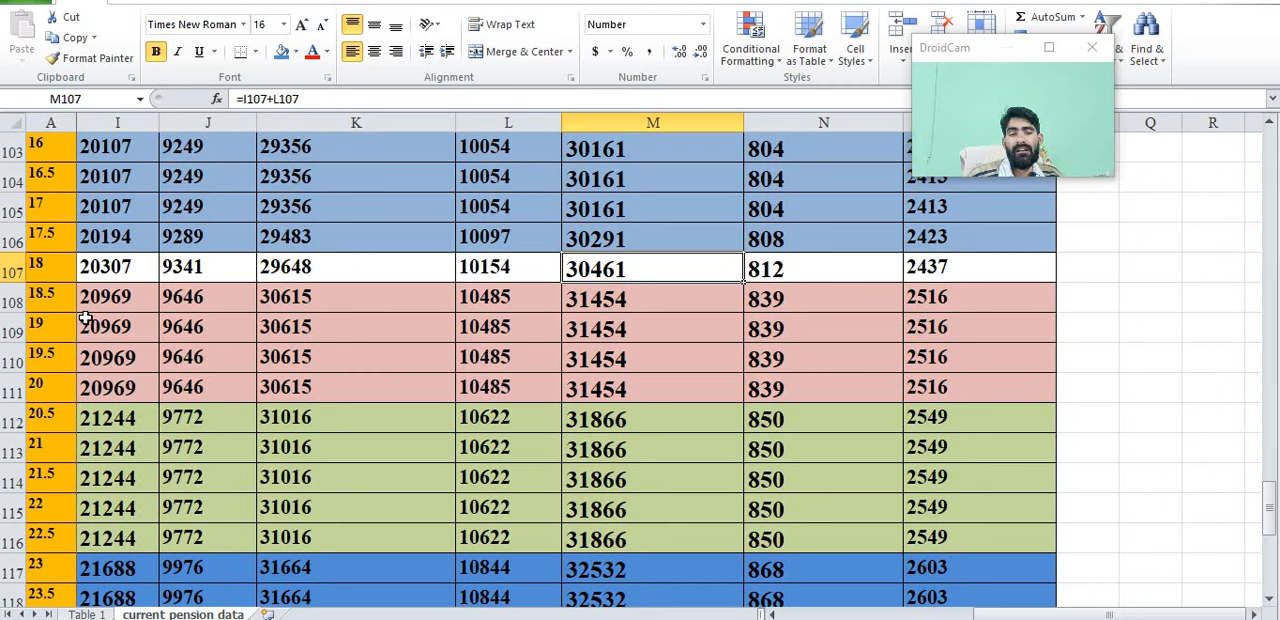 Cut
Times New Roman
16
A
A
Wrap Text
Number
Σ AutoSum
Paste
Copy
B I U
A
Merge & Center
$ % ,
Conditional Formatting
Format as Table
Cell Styles
Find & Select
Format Painter
DroidCam
Clipboard
Font
Alignment
Number
Styles
M107
fx
=I107+L107
A I J K L M N Q R
103 16 20107 9249 29356 10054 30161 804
104 16.5 20107 9249 29356 10054 30161 804 2413
105 17 20107 9249 29356 10054 30161 804 2413
106 17.5 20194 9289 29483 10097 30291 808 2423
107 18 20307 9341 29648 10154 30461 812 2437
108 18.5 20969 9646 30615 10485 31454 839 2516
109 19 20969 9646 30615 10485 31454 839 2516
110 19.5 20969 9646 30615 10485 31454 839 2516
111 20 20969 9646 30615 10485 31454 839 2516
112 20.5 21244 9772 31016 10622 31866 850 2549
113 21 21244 9772 31016 10622 31866 850 2549
114 21.5 21244 9772 31016 10622 31866 850 2549
115 22 21244 9772 31016 10622 31866 850 2549
116 22.5 21244 9772 31016 10622 31866 850 2549
117 23 21688 9976 31664 10844 32532 868 2603
118 23.5 21688 9976 31664 10844 32532 868 2603
Table 1
current pension data